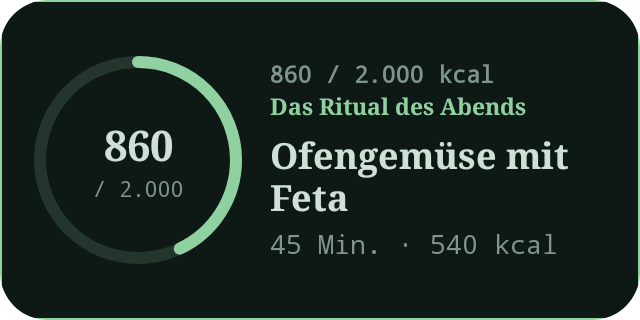 860
/ 2.000
860 / 2.000 kcal
Das Ritual des Abends
Ofengemüse mit
Feta
45 Min. · 540 kcal